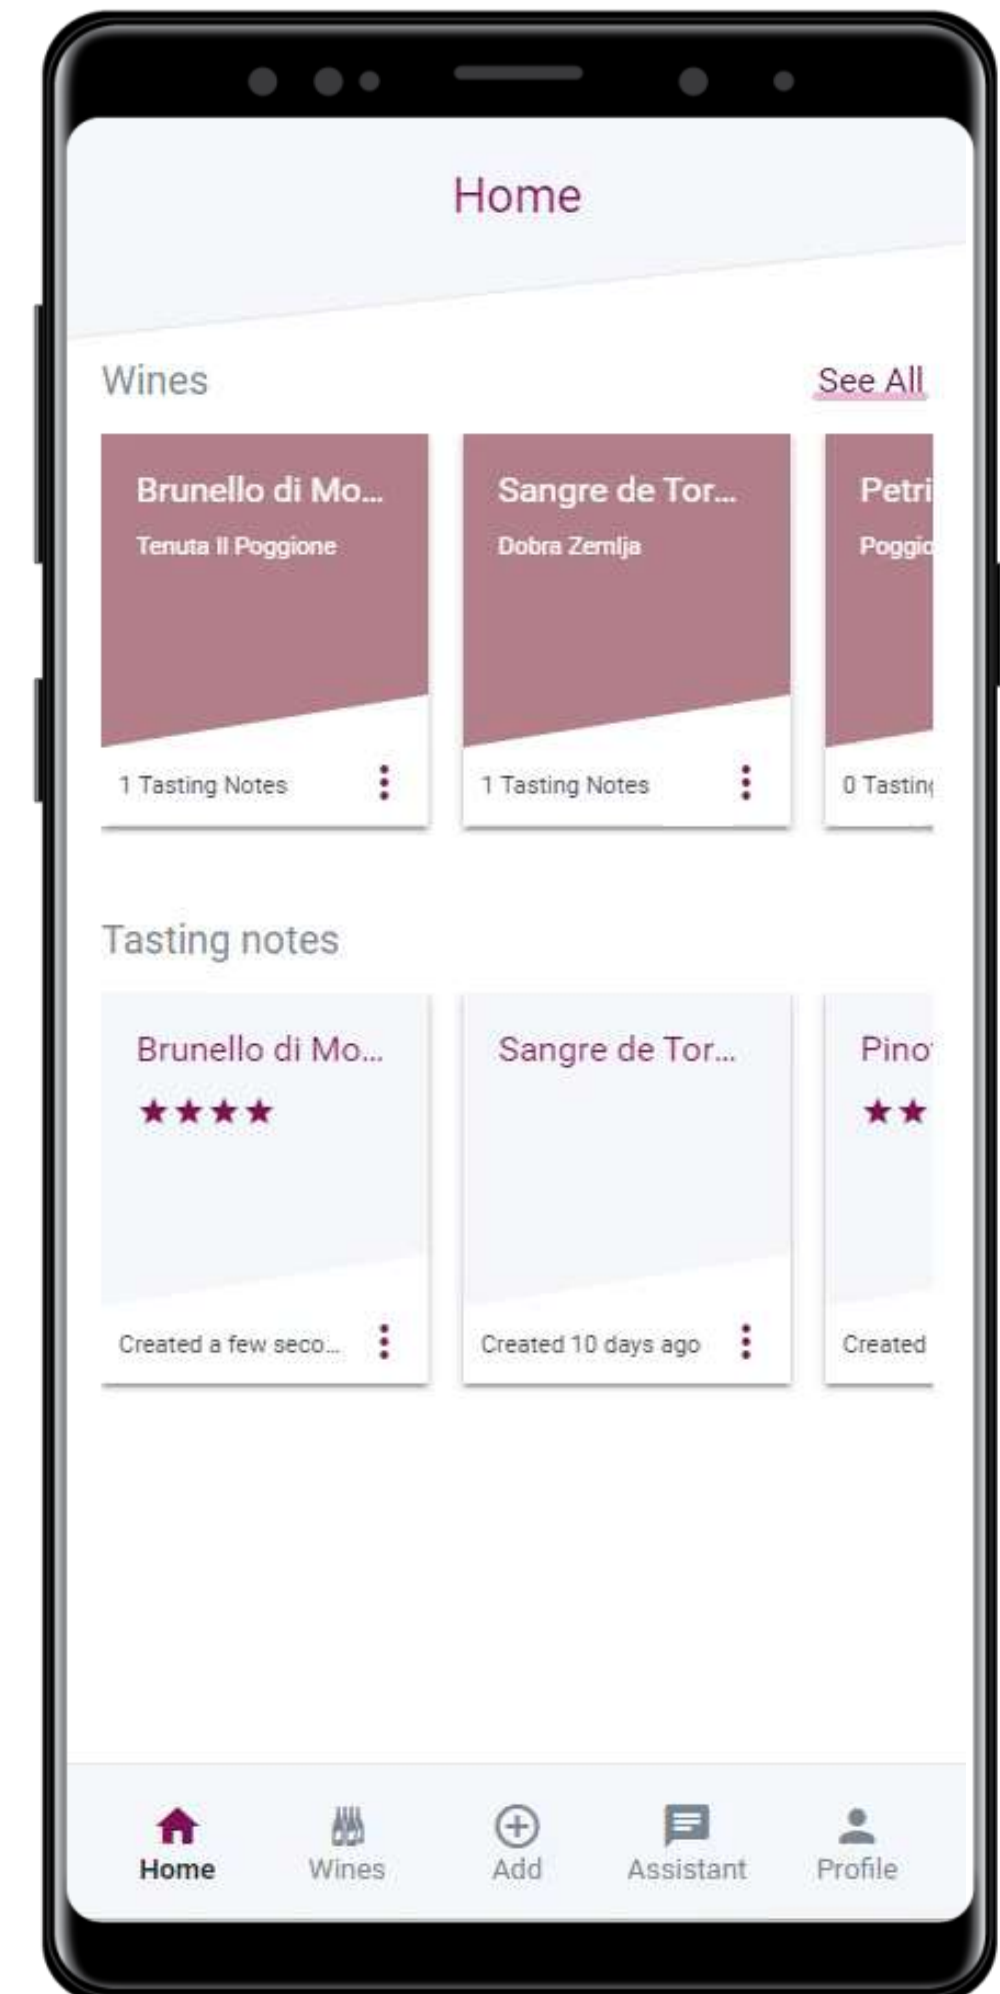 Home
Wines
See All
Brunello di Mo...
Tenuta Il Poggione
1 Tasting Notes
Sangre de Tor...
Dobra Zemlja
1 Tasting Notes
Petri
Poggio
0 Tasting
Tasting notes
Brunello di Mo...
Created a few seco...
Sangre de Tor...
Created 10 days ago
Pinot
Created
Home
Wines
Add
Assistant
Profile